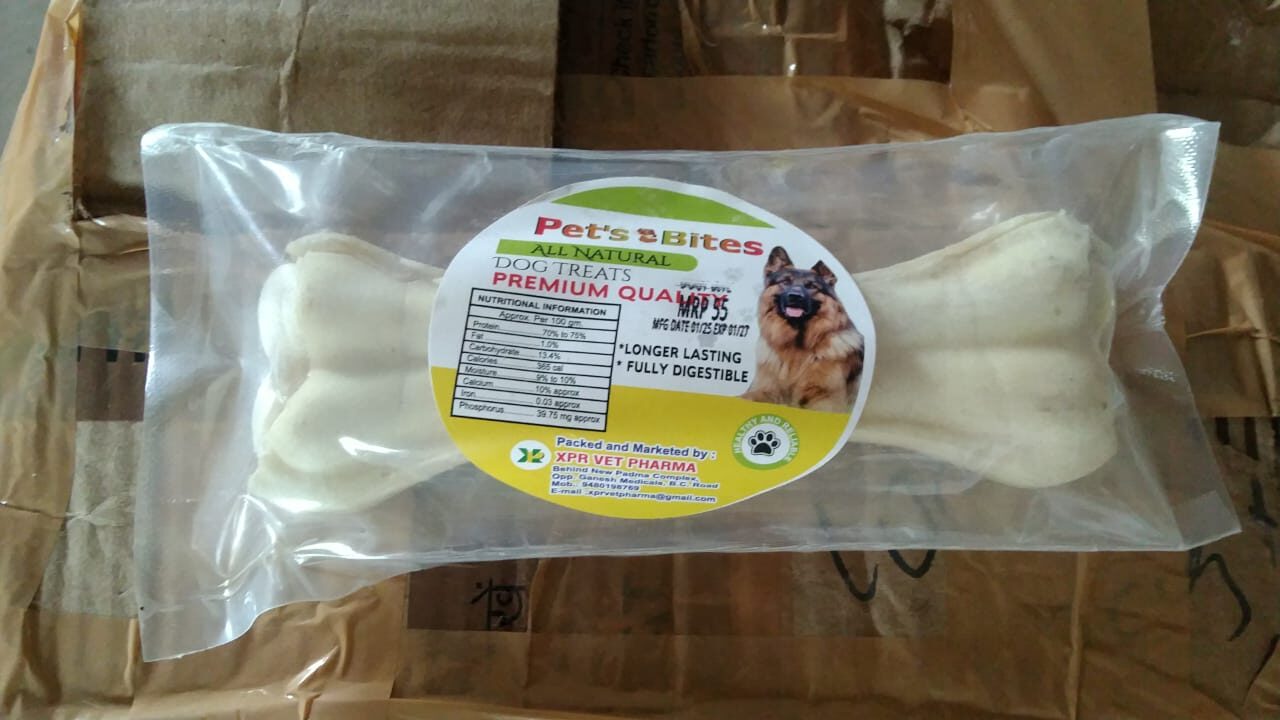 Check in
carton
Pet's Bites
ALL NATURAL
DOG TREATS
PREMIUM QUALITY
MRP 55
MFG DATE 01/25 EXP 01/27
NUTRITIONAL INFORMATION
Approx. Per 100 gm.
Protein..........70% to 75%
Fat..........1.0%
Carbohydrate..........13.4%
Calories..........365 cal
Moisture..........9% to 10%
Calcium..........10% approx
Iron..........0.03 approx
Phosphorus..........39.75 mg approx
*LONGER LASTING
* FULLY DIGESTIBLE
HEALTHY AND RELIABLE
Packed and Marketed by :
XPR VET PHARMA
Behind New Padma Complex,
Opp. Ganesh Medicals, B.C. Road
Mob.: 9480198769
E-mail :xprvetpharma@gmail.com